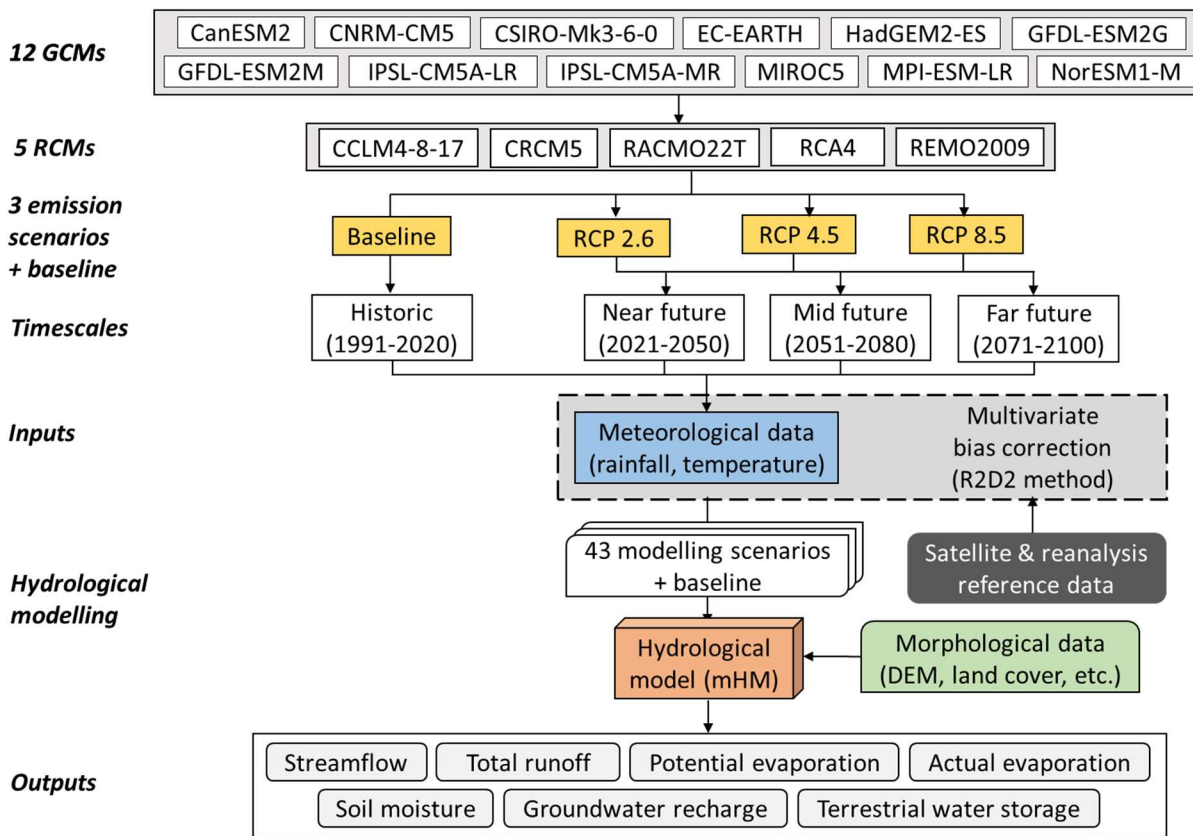 12 GCMs
CanESM2
CNRM-CM5
CSIRO-Mk3-6-0
EC-EARTH
HadGEM2-ES
GFDL-ESM2G
GFDL-ESM2M
IPSL-CM5A-LR
IPSL-CM5A-MR
MIROC5
MPI-ESM-LR
NorESM1-M
5 RCMs
CCLM4-8-17
CRCM5
RACMO22T
RCA4
REMO2009
3 emission
scenarios
+ baseline
Baseline
RCP 2.6
RCP 4.5
RCP 8.5
Timescales
Historic
(1991-2020)
Near future
(2021-2050)
Mid future
(2051-2080)
Far future
(2071-2100)
Inputs
Meteorological data
(rainfall, temperature)
Multivariate
bias correction
(R2D2 method)
Hydrological
modelling
43 modelling scenarios
+ baseline
Satellite & reanalysis
reference data
Hydrological
model (mHM)
Morphological data
(DEM, land cover, etc.)
Outputs
Streamflow
Total runoff
Potential evaporation
Actual evaporation
Soil moisture
Groundwater recharge
Terrestrial water storage